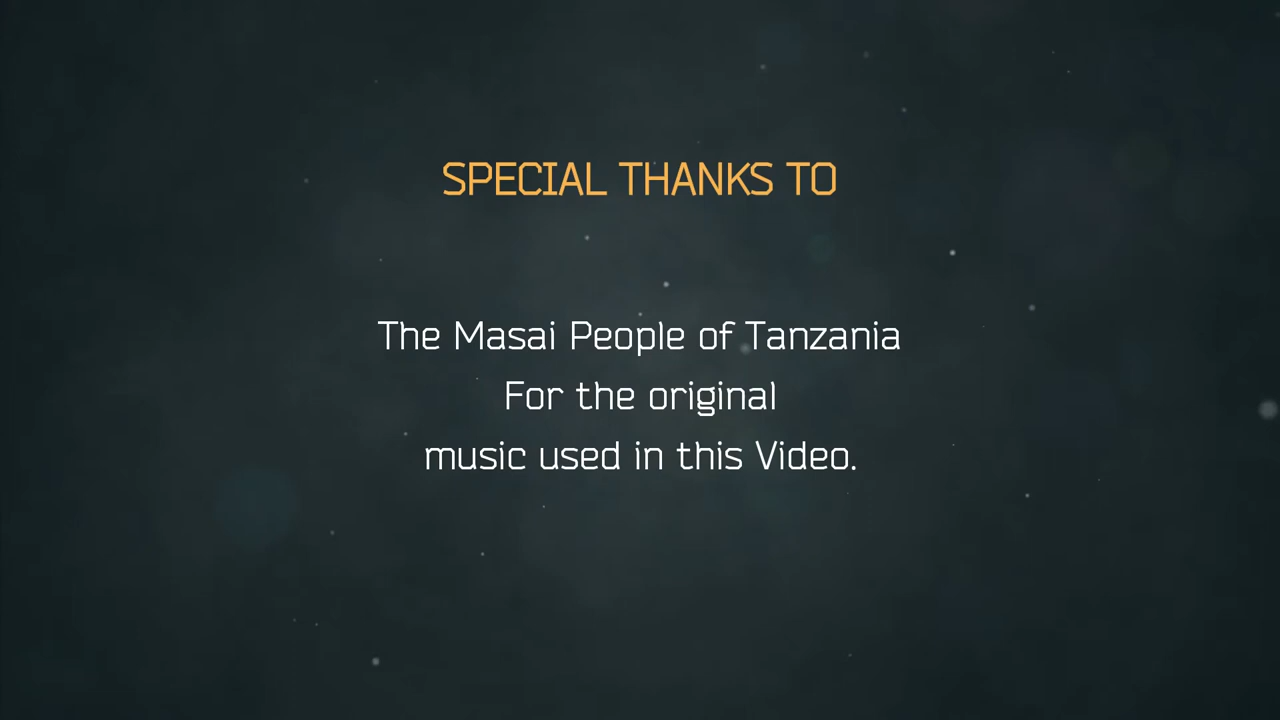 SPECIAL THANKS TO
The Masai People of Tanzania
For the original
music used in this Video.